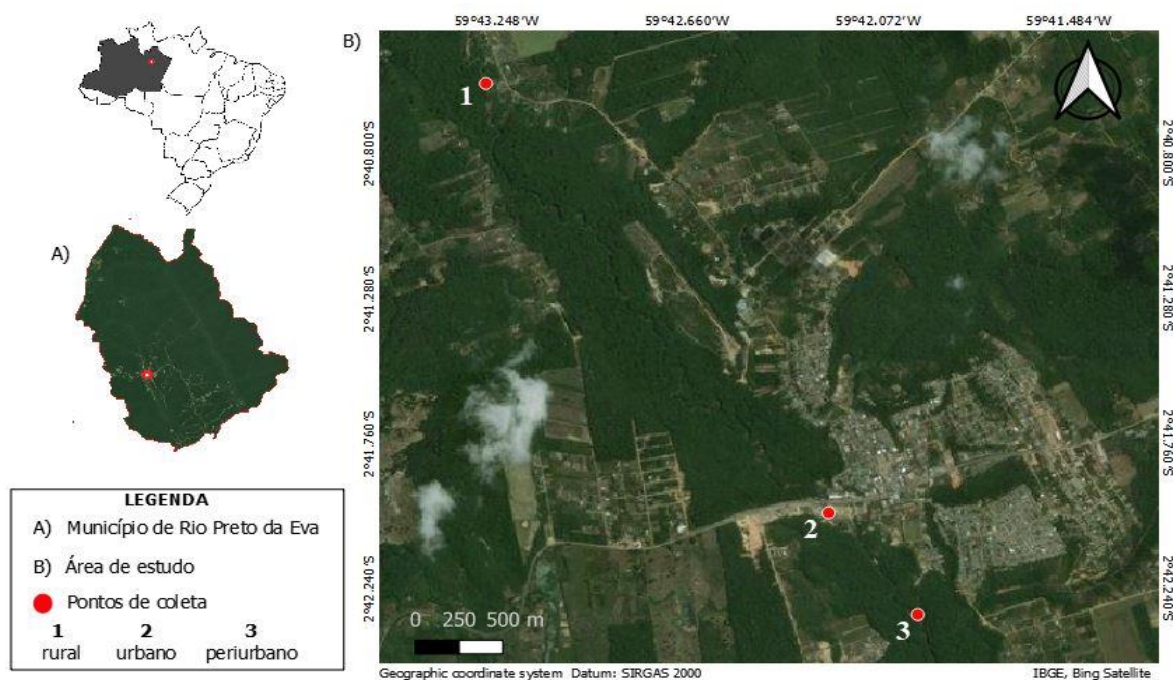 59°43.248'W 59°42.660'W 59°42.072'W 59°41.484'W
B)
1
2°40.800'S
2°40.800'S
A)
2°41.280'S
2°41.280'S
2°41.760'S
2°41.760'S
LEGENDA
A) Município de Rio Preto da Eva
B) Área de estudo
Pontos de coleta
1 2 3
rural urbano periurbano
2
2°42.240'S
2°42.240'S
3
0 250 500 m
Geographic coordinate system Datum: SIRGAS 2000
IBGE, Bing Satellite